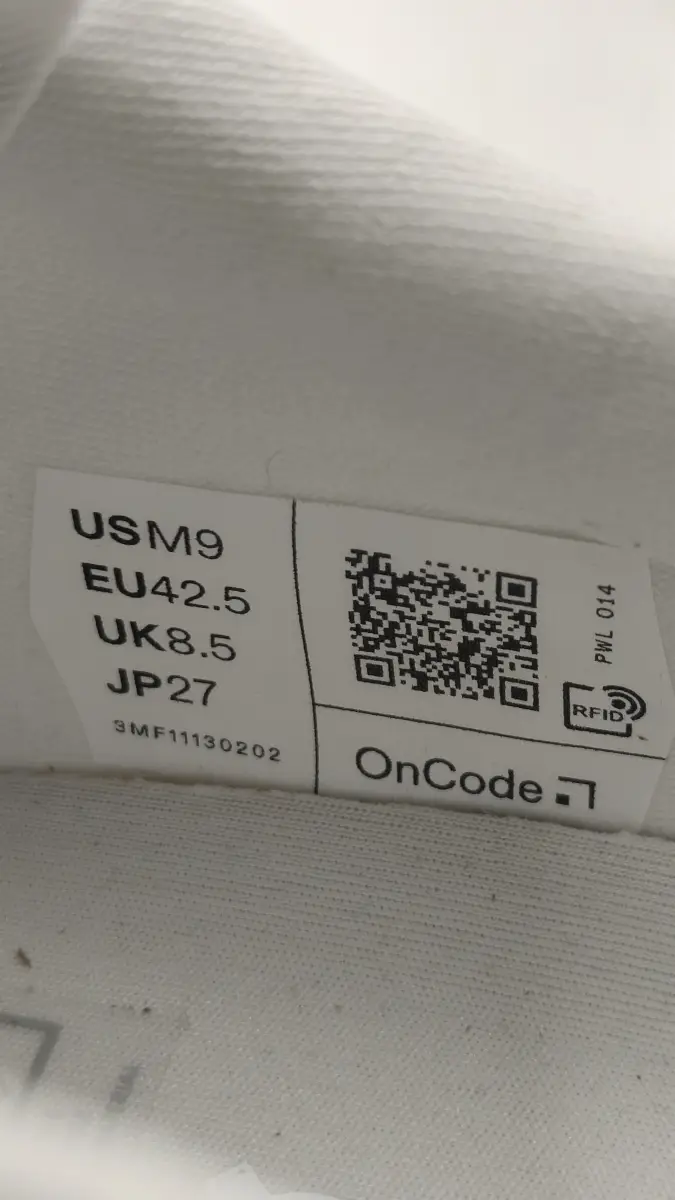 USM9
EU42.5
UK8.5
JP27
3MF11130202
PWL 014
RFID
OnCode